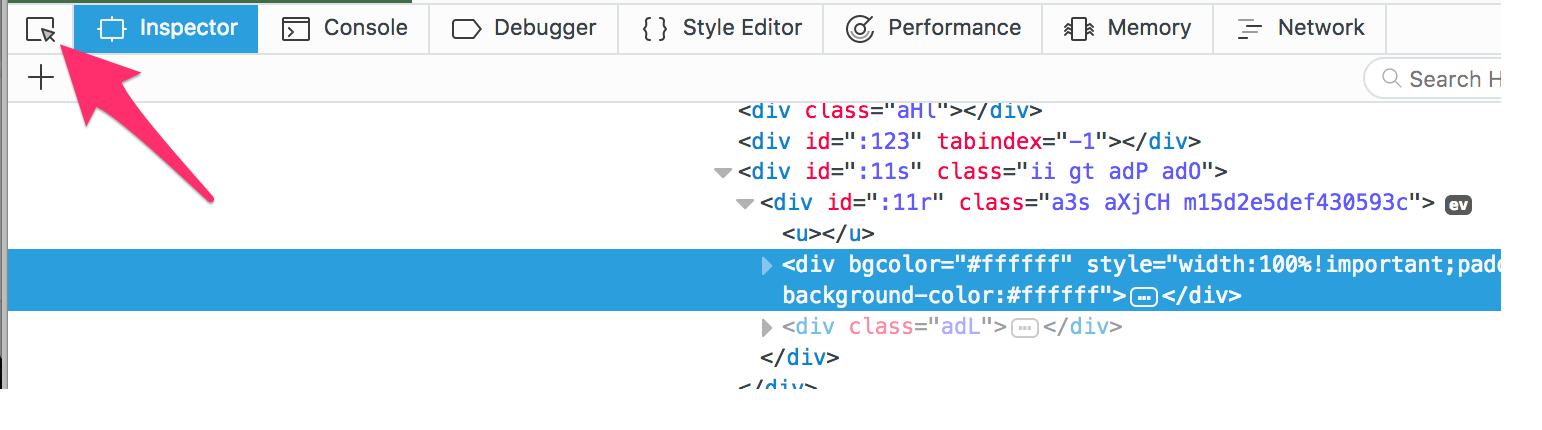 Inspector Console Debugger { } Style Editor Performance Memory Network
+ Search H
<div class="aHl"></div>
<div id=":123" tabindex="-1"></div>
<div id=":11s" class="ii gt adP adO">
<div id=":11r" class="a3s aXjCH m15d2e5def430593c"> ev
<u></u>
<div bgcolor="#ffffff" style="width:100%!important;padd
background-color:#ffffff">…</div>
<div class="adL">…</div>
</div>
</div>